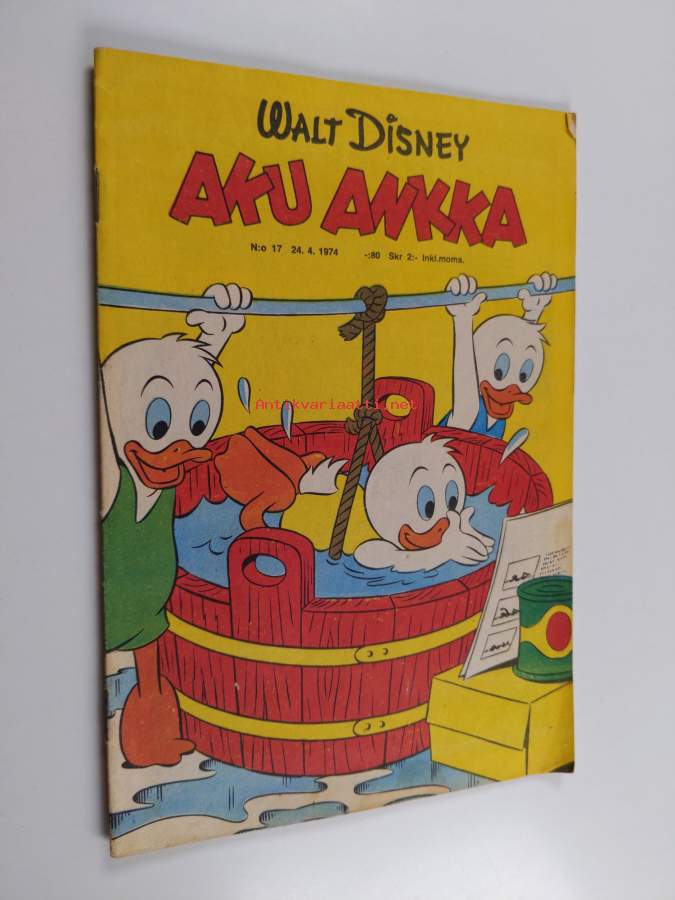 WALT DISNEY
AKU ANKKA
N:o 17 24. 4. 1974 -:80 Skr 2:- Inkl.moms.
Antikvariaatti.net